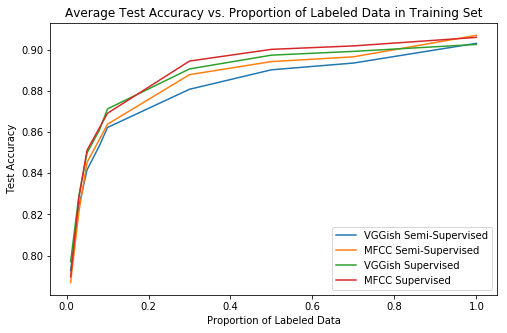 Average Test Accuracy vs. Proportion of Labeled Data in Training Set
Test Accuracy
0.90
0.88
0.86
0.84
0.82
0.80
VGGish Semi-Supervised
MFCC Semi-Supervised
VGGish Supervised
MFCC Supervised
0.0 0.2 0.4 0.6 0.8 1.0
Proportion of Labeled Data